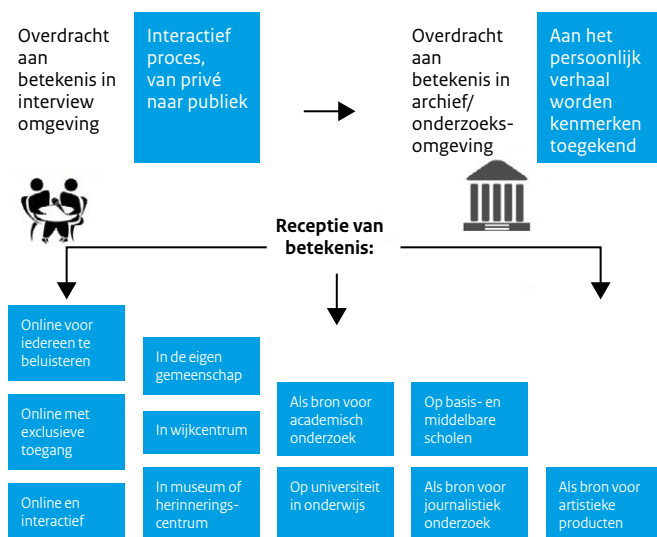 Overdracht
aan
betekenis in
interview
omgeving
Interactief
proces,
van privé
naar publiek
Overdracht
aan
betekenis in
archief/
onderzoeks-
omgeving
Aan het
persoonlijk
verhaal
worden
kenmerken
toegekend
Receptie van
betekenis:
Online voor
iedereen te
beluisteren
Online met
exclusieve
toegang
Online en
interactief
In de eigen
gemeenschap
In wijkcentrum
In museum of
herinnerings-
centrum
Als bron voor
academisch
onderzoek
Op universiteit
in onderwijs
Op basis- en
middelbare
scholen
Als bron voor
journalistiek
onderzoek
Als bron voor
artistieke
producten